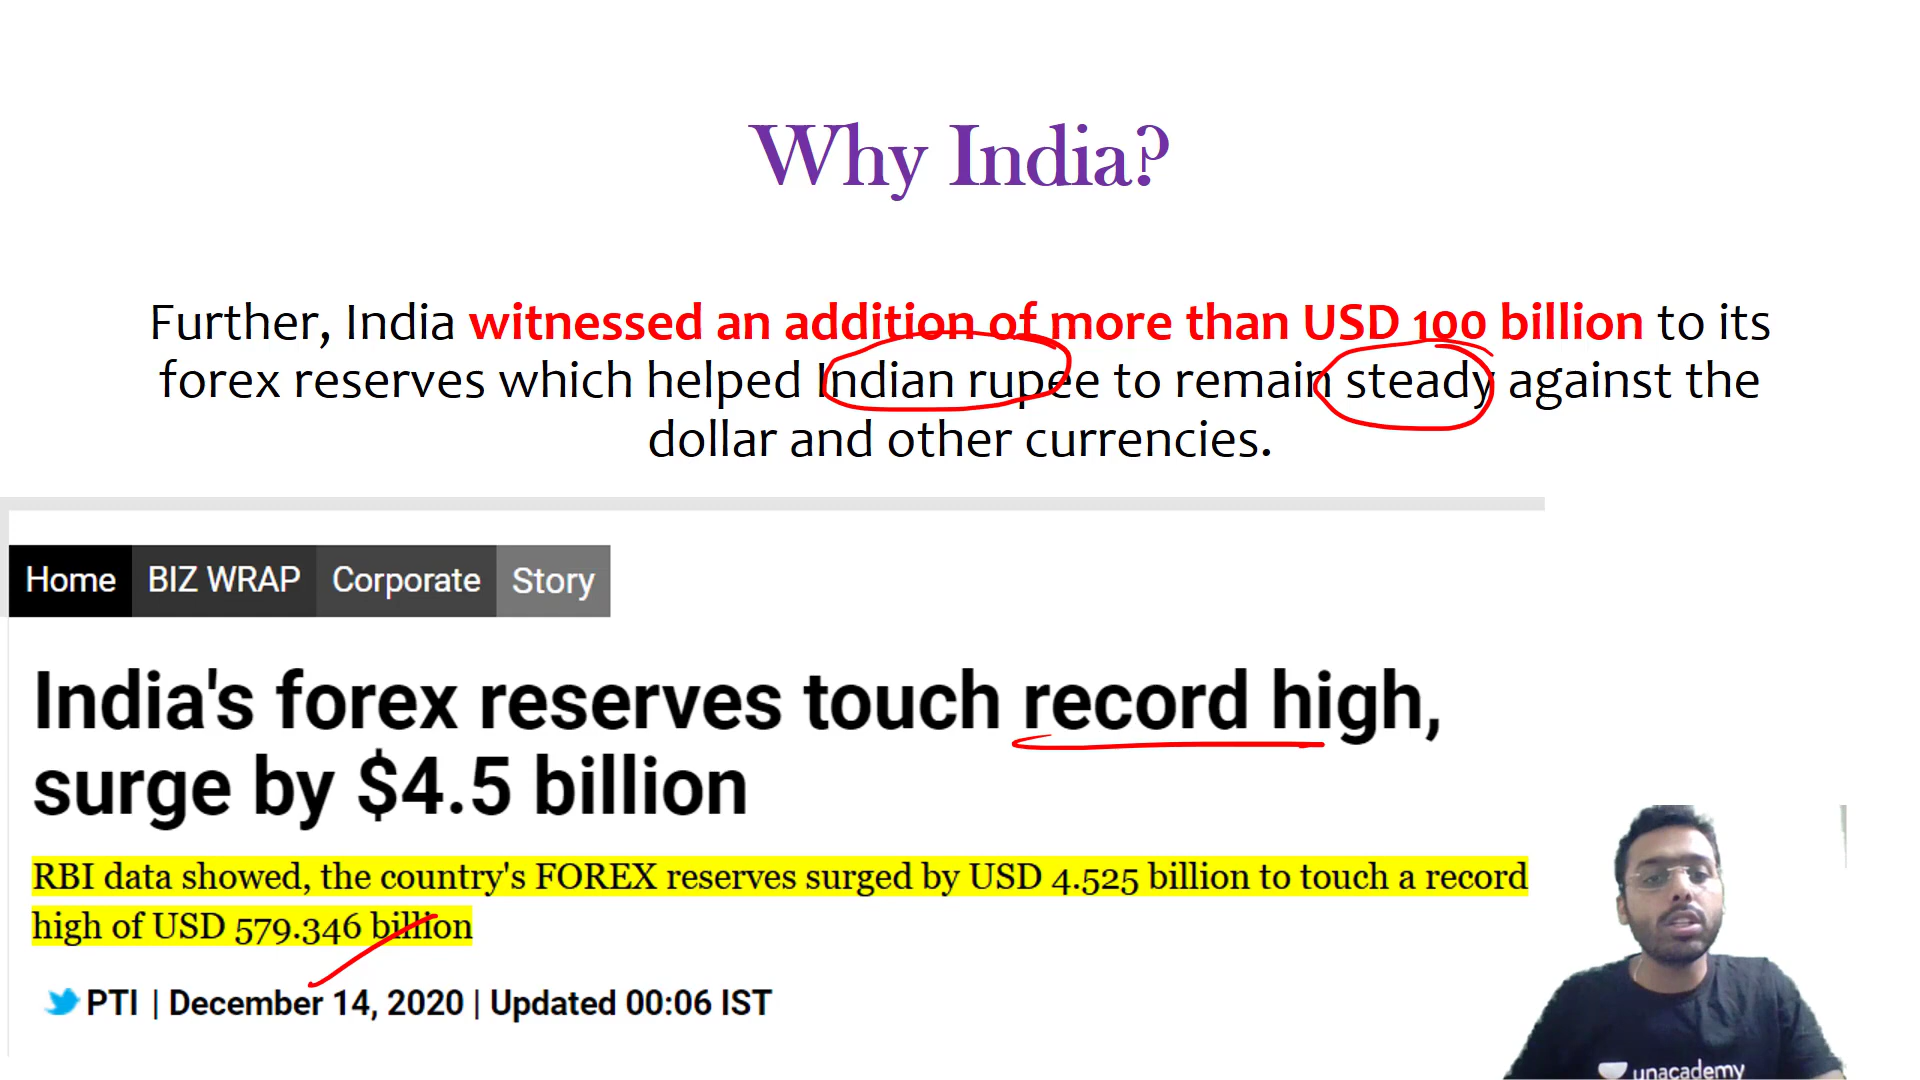 Why India?
Further, India witnessed an addition of more than USD 100 billion to its
forex reserves which helped Indian rupee to remain steady against the
dollar and other currencies.
Home BIZ WRAP Corporate Story
India's forex reserves touch record high,
surge by $4.5 billion
RBI data showed, the country's FOREX reserves surged by USD 4.525 billion to touch a record
high of USD 579.346 billion
PTI | December 14, 2020 | Updated 00:06 IST
unacademy